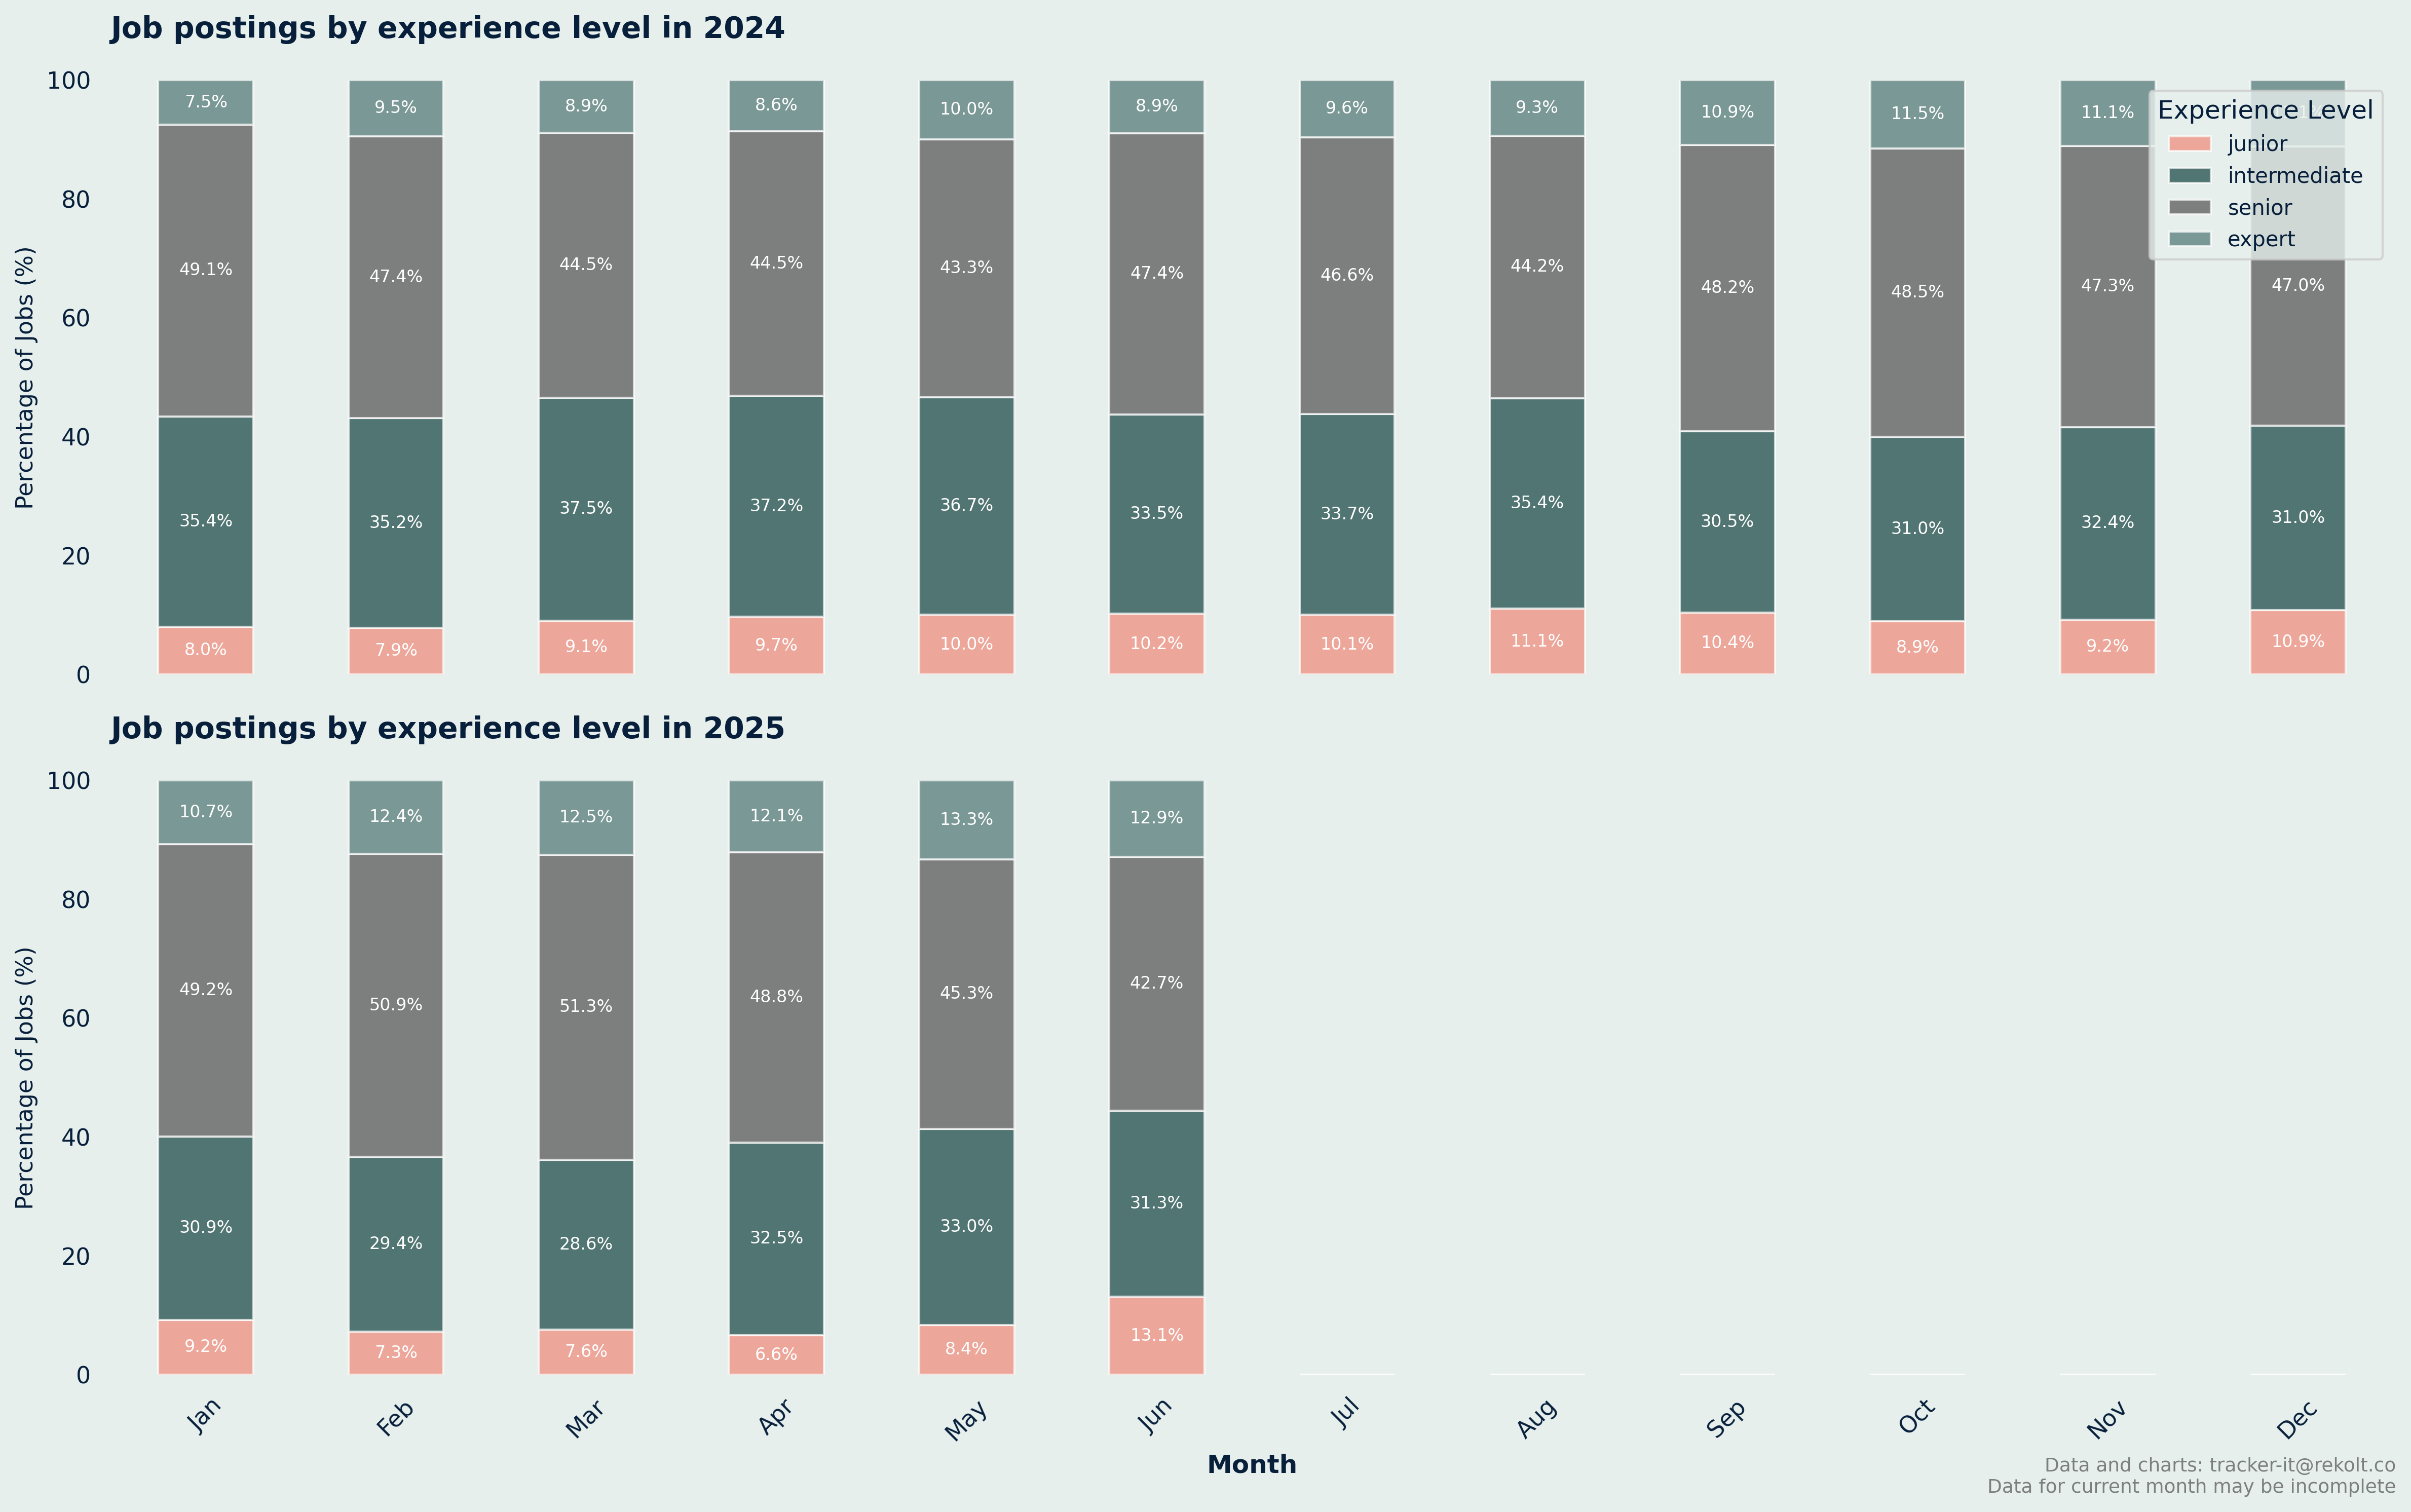 Job postings by experience level in 2024
Percentage of Jobs (%)
100
80
60
40
20
0
7.5% 9.5% 8.9% 8.6% 10.0% 8.9% 9.6% 9.3% 10.9% 11.5% 11.1%
49.1% 47.4% 44.5% 44.5% 43.3% 47.4% 46.6% 44.2% 48.2% 48.5% 47.3% 47.0%
35.4% 35.2% 37.5% 37.2% 36.7% 33.5% 33.7% 35.4% 30.5% 31.0% 32.4% 31.0%
8.0% 7.9% 9.1% 9.7% 10.0% 10.2% 10.1% 11.1% 10.4% 8.9% 9.2% 10.9%
Experience Level
junior
intermediate
senior
expert
Job postings by experience level in 2025
Percentage of Jobs (%)
100
80
60
40
20
0
10.7% 12.4% 12.5% 12.1% 13.3% 12.9%
49.2% 50.9% 51.3% 48.8% 45.3% 42.7%
30.9% 29.4% 28.6% 32.5% 33.0% 31.3%
9.2% 7.3% 7.6% 6.6% 8.4% 13.1%
Jan Feb Mar Apr May Jun Jul Aug Sep Oct Nov Dec
Month
Data and charts: tracker-it@rekolt.co
Data for current month may be incomplete